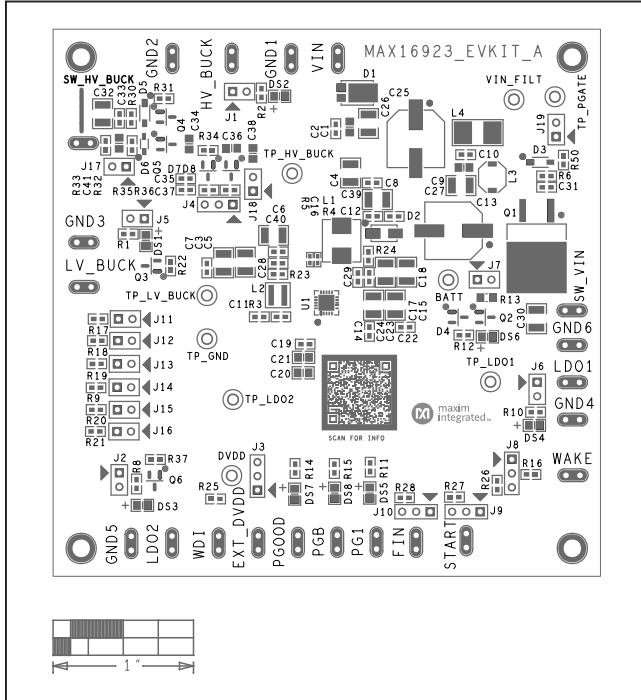 MAX16923_EVKIT_A
GND2
HV_BUCK
GND1
VIN
SW_HV_BUCK
C32
C33
R30
D5
R31
Q4
C34
J1
R2
DS2
D1
C25
C26
C2
L4
VIN_FILT
TP_PGATE
J19
J17
D6
Q5
R34
C36
C38
TP_HV_BUCK
C10
D3
R50
R6
C31
L3
R33
C41
R32
R35
R36
D7
D8
C35
C37
J4
J18
C4
C39
C8
C9
C27
C13
Q1
GND3
J5
R1
DS1
C6
C40
R5
C16
L1
R4
C12
D2
LV_BUCK
Q3
R22
C7
C3
C5
C28
R23
R24
C29
C18
J7
SW_VIN
TP_LV_BUCK
L2
C11
R3
U1
C14
C24
C23
C22
C17
C15
BATT
R13
Q2
D4
R12
DS6
C30
GND6
R17
J11
R18
J12
R19
J13
R9
J14
R20
J15
R21
J16
TP_GND
C19
C21
C20
TP_LDO1
J6
LDO1
GND4
TP_LDO2
SCAN FOR INFO
maxim
integrated™
R10
DS4
J8
J2
R8
R37
Q6
DS3
DVDD
R25
J3
R14
DS7
R15
DS8
R11
DS5
R28
J10
R27
J9
R26
R16
WAKE
GND5
LDO2
WDI
EXT_DVDD
PGOOD
PGB
PG1
FIN
START
1"